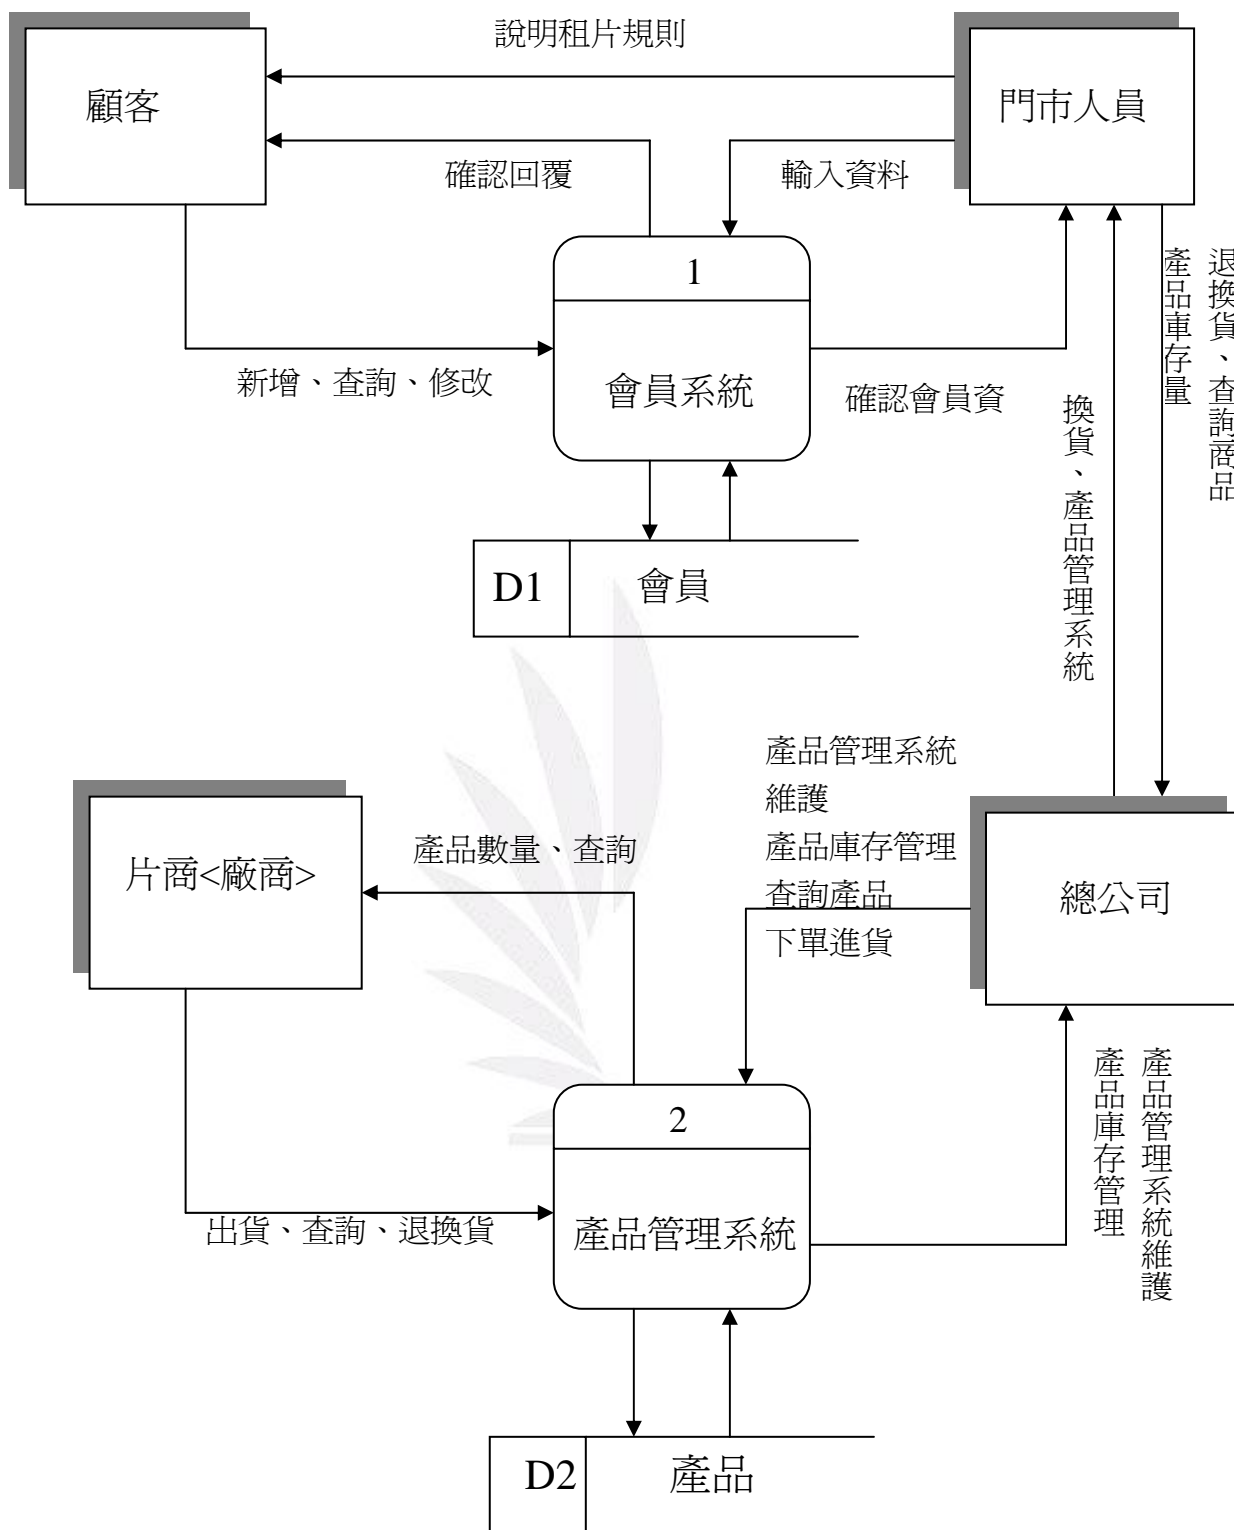 說明租片規則
顧客
門市人員
確認回覆
輸入資料
1
會員系統
新增、查詢、修改
確認會員資
退換貨、查詢商品
產品庫存量
換貨、產品管理系統
D1
會員
產品管理系統
維護
產品庫存管理
查詢產品
下單進貨
產品數量、查詢
片商<廠商>
總公司
2
產品管理系統
出貨、查詢、退換貨
產品管理系統維護
產品庫存管理
D2
產品